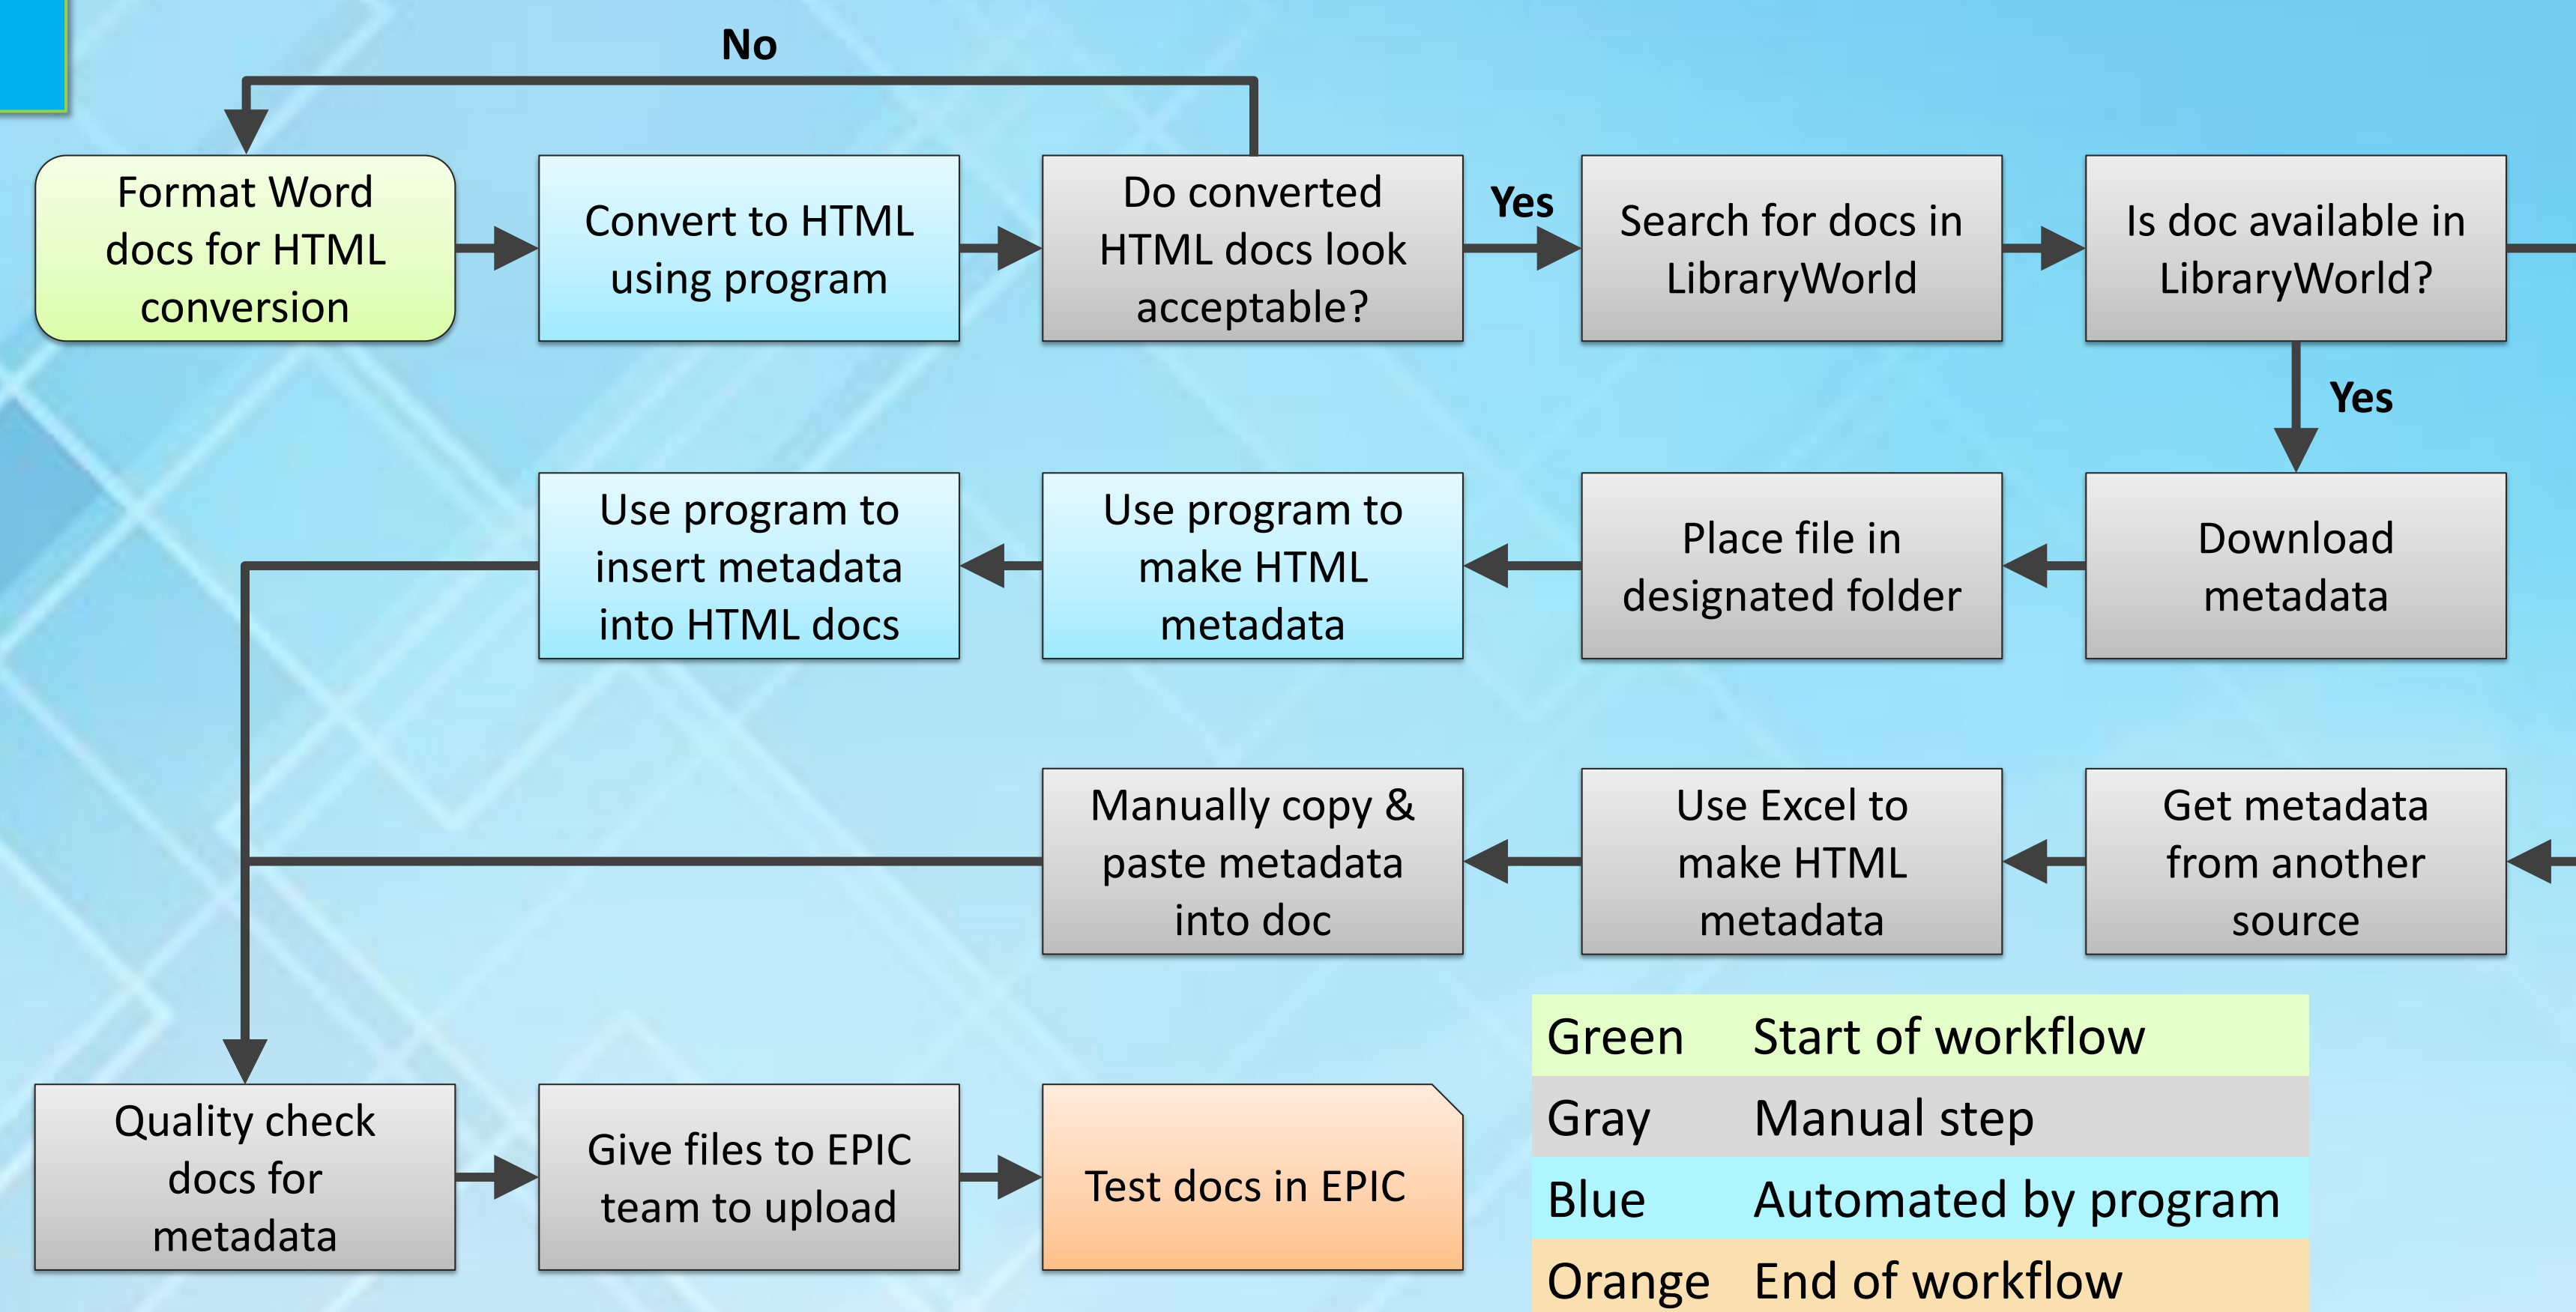 No
Format Word
docs for HTML
conversion
Convert to HTML
using program
Do converted
HTML docs look
acceptable?
Yes
Search for docs in
LibraryWorld
Is doc available in
LibraryWorld?
Yes
Download
metadata
Place file in
designated folder
Use program to
make HTML
metadata
Use program to
insert metadata
into HTML docs
Get metadata
from another
source
Use Excel to
make HTML
metadata
Manually copy &
paste metadata
into doc
Quality check
docs for
metadata
Give files to EPIC
team to upload
Test docs in EPIC
Green Start of workflow
Gray Manual step
Blue Automated by program
Orange End of workflow